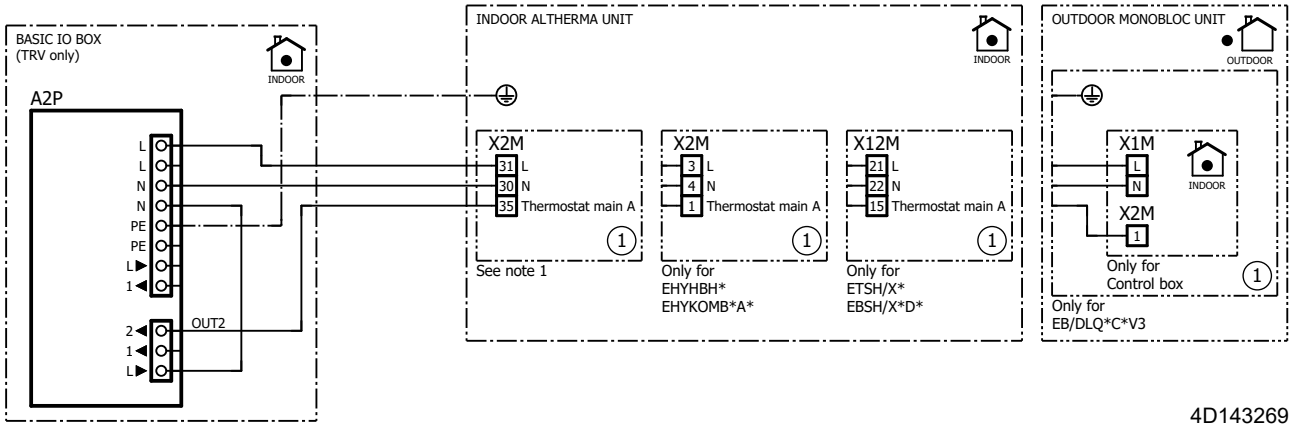 BASIC IO BOX
(TRV only)
INDOOR
A2P
L
L
N
N
PE
PE
L
1
2
OUT2
1
L
INDOOR ALTHERMA UNIT
INDOOR
X2M
31 L
30 N
35 Thermostat main A
1
See note 1
X2M
3 L
4 N
1 Thermostat main A
1
Only for
EHYHBH*
EHYKOMB*A*
X12M
21 L
22 N
15 Thermostat main A
1
Only for
ETSH/X*
EBSH/X*D*
OUTDOOR MONOBLOC UNIT
OUTDOOR
X1M
L
N
INDOOR
X2M
1
Only for
Control box
1
Only for
EB/DLQ*C*V3
4D143269